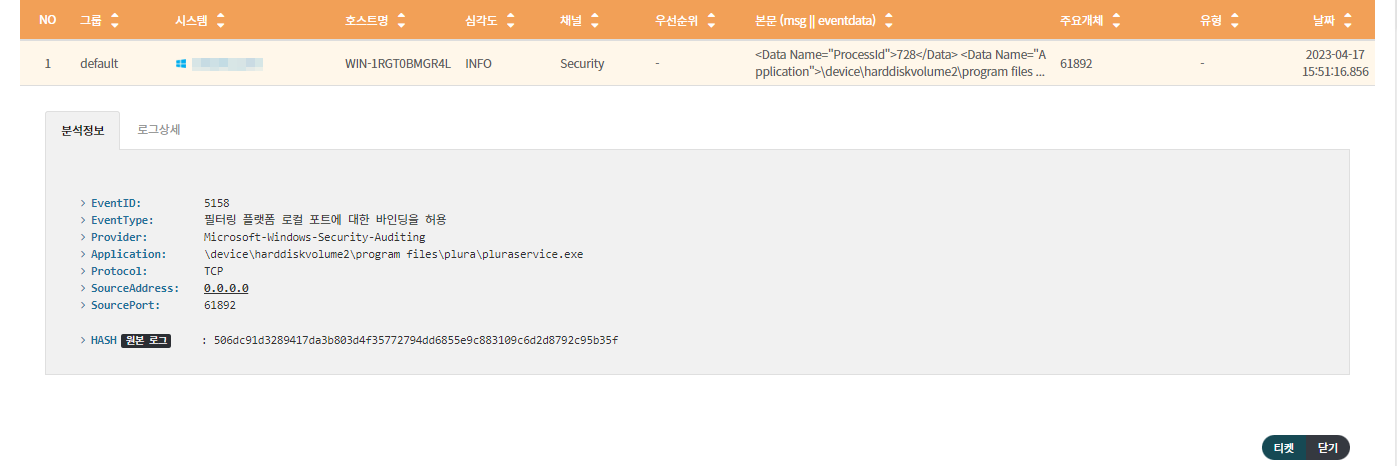 NO 그룹 시스템 호스트명 심각도 채널 우선순위 본문 (msg || eventdata) 주요개체 유형 날짜
1 default WIN-1RGT0BMGR4L INFO Security - <Data Name="ProcessId">728</Data> <Data Name="A 61892 - 2023-04-17
pplication">\device\harddiskvolume2\program files ... 15:51:16.856
분석정보 로그상세
> EventID: 5158
> EventType: 필터링 플랫폼 로컬 포트에 대한 바인딩을 허용
> Provider: Microsoft-Windows-Security-Auditing
> Application: \device\harddiskvolume2\program files\plura\pluraservice.exe
> Protocol: TCP
> SourceAddress: 0.0.0.0
> SourcePort: 61892
> HASH 원본 로그 : 506dc91d3289417da3b803d4f35772794dd6855e9c883109c6d2d8792c95b35f
티켓 닫기